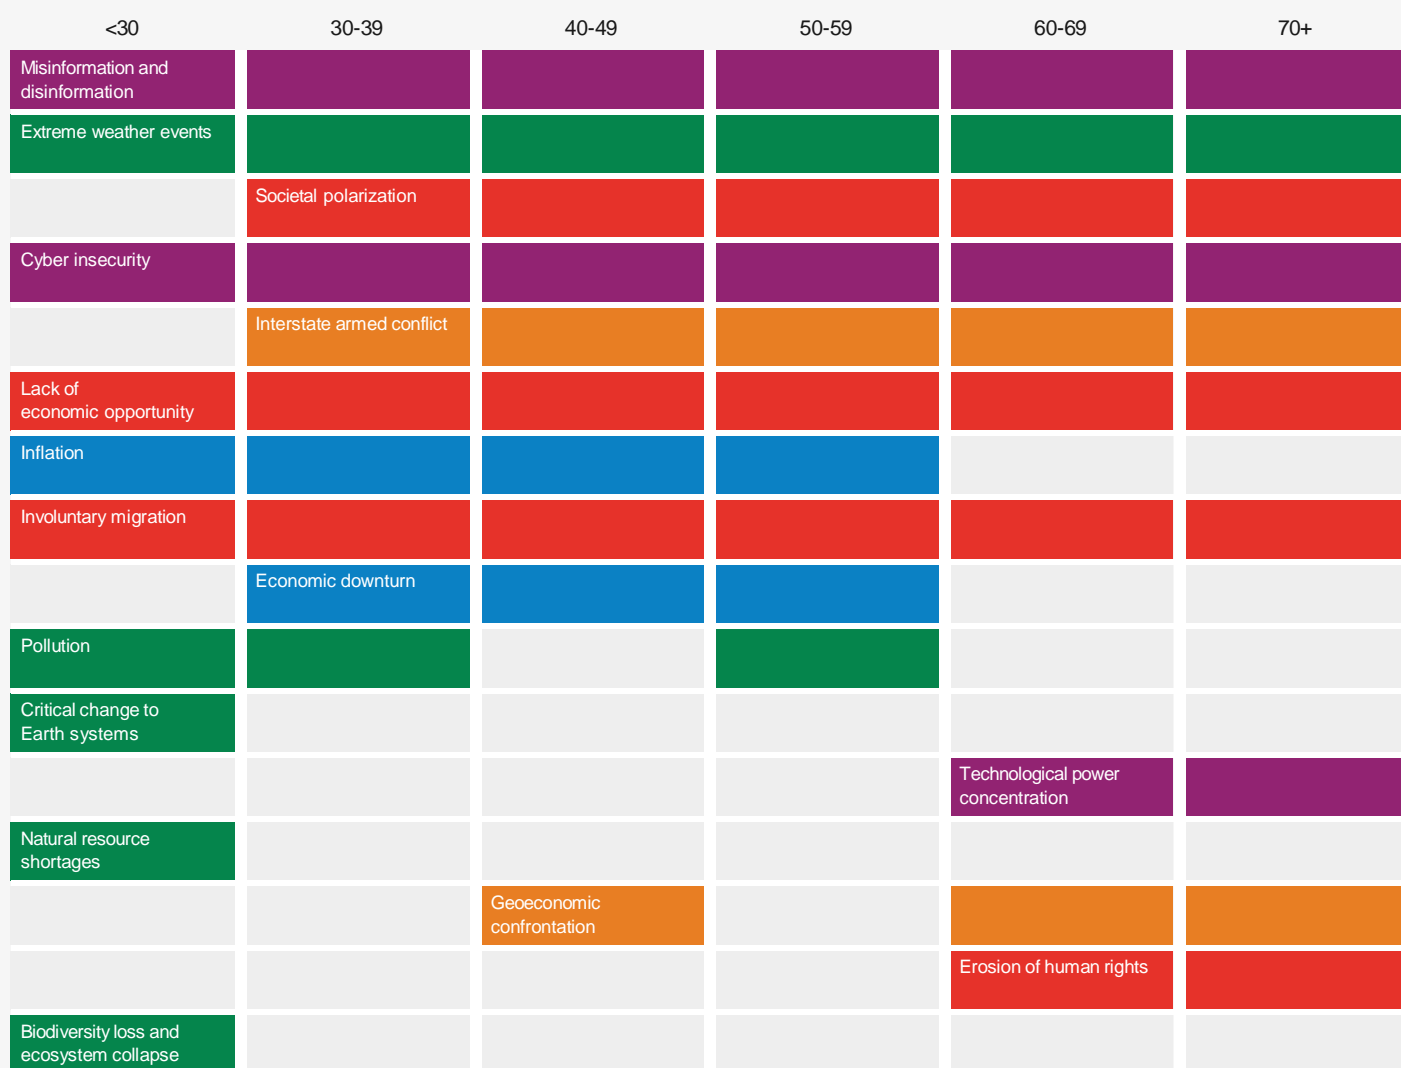 <30 30-39 40-49 50-59 60-69 70+
Misinformation and
disinformation
Extreme weather events
Societal polarization
Cyber insecurity
Interstate armed conflict
Lack of
economic opportunity
Inflation
Involuntary migration
Economic downturn
Pollution
Critical change to
Earth systems
Technological power
concentration
Natural resource
shortages
Geoeconomic
confrontation
Erosion of human rights
Biodiversity loss and
ecosystem collapse